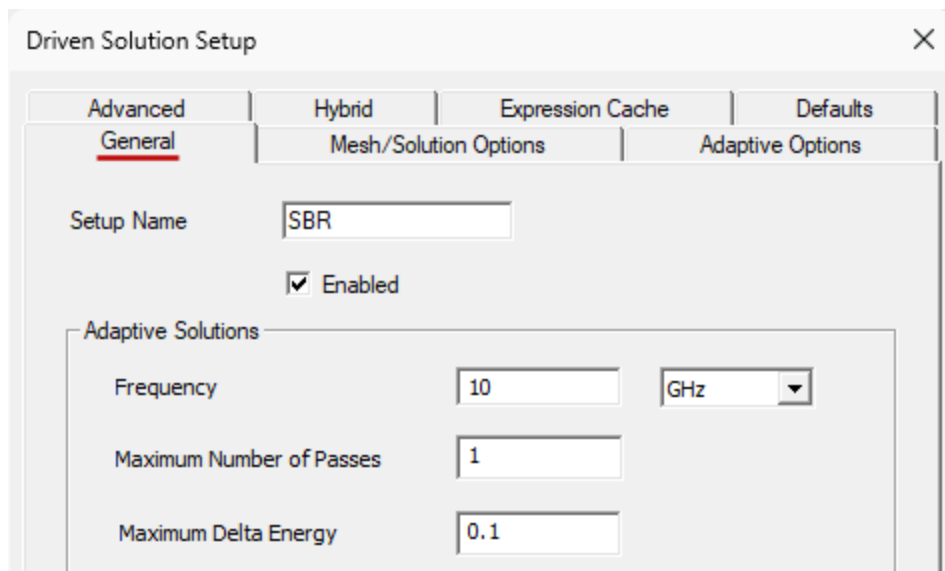 Driven Solution Setup
Advanced Hybrid Expression Cache Defaults
General Mesh/Solution Options Adaptive Options
Setup Name SBR
Enabled
Adaptive Solutions
Frequency 10 GHz
Maximum Number of Passes 1
Maximum Delta Energy 0.1